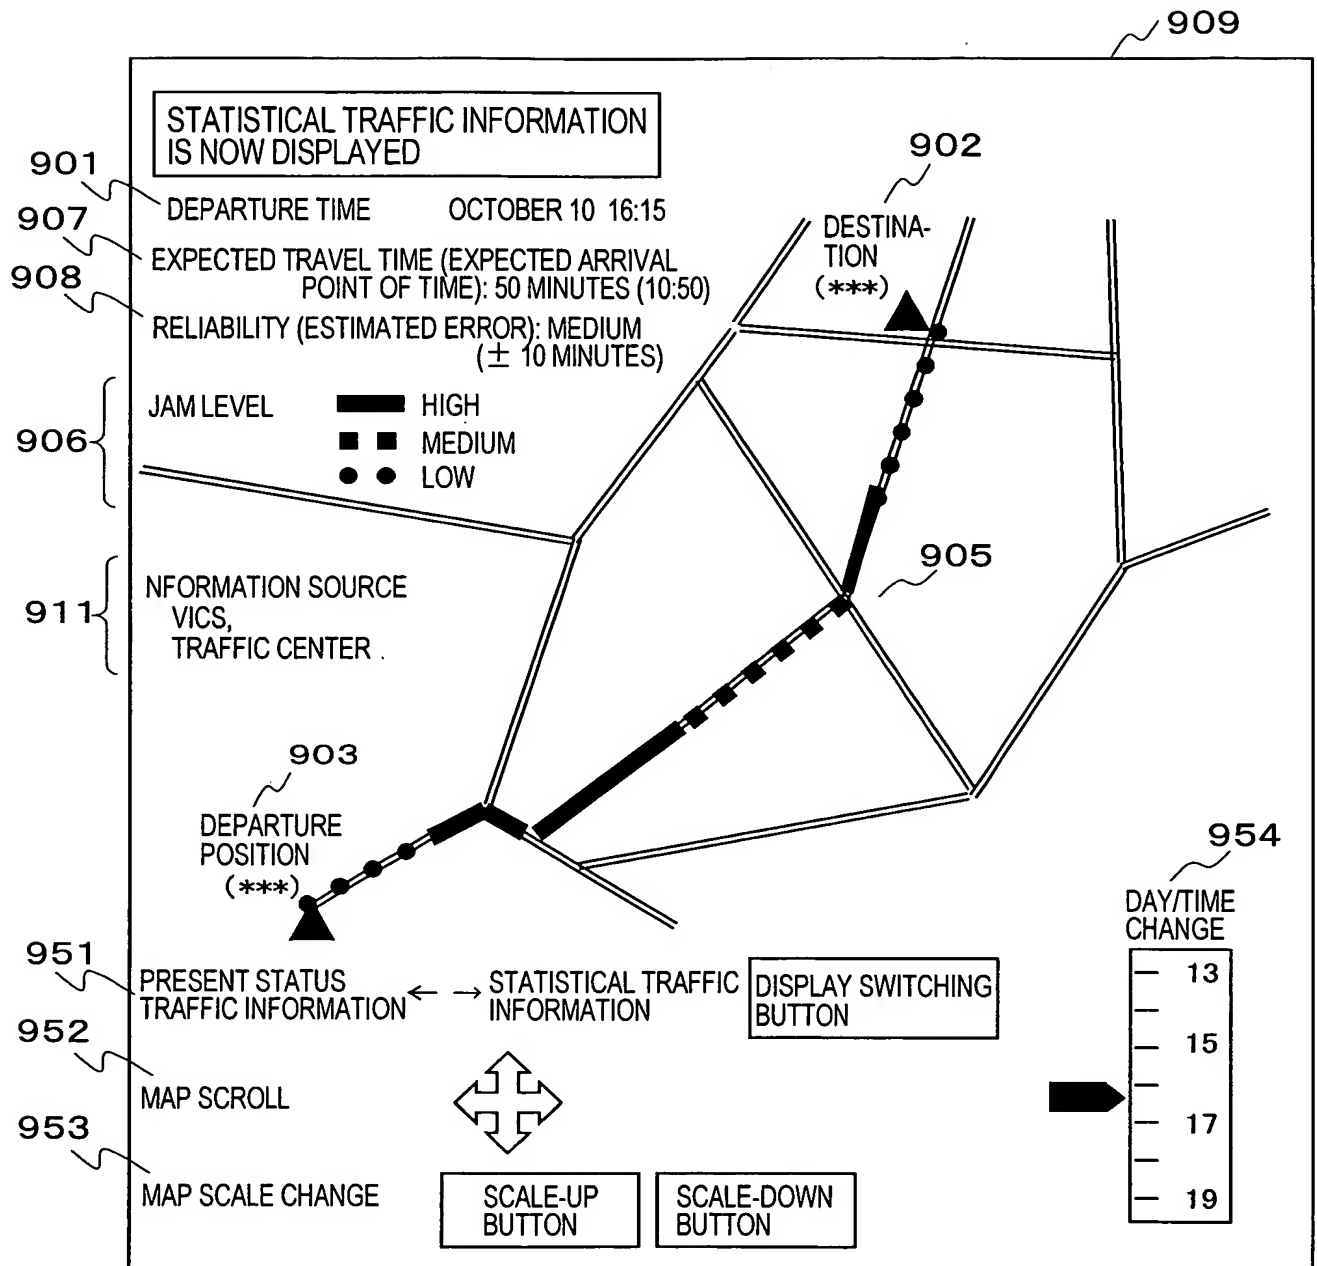 909
STATISTICAL TRAFFIC INFORMATION
IS NOW DISPLAYED
901
902
DEPARTURE TIME OCTOBER 10 16:15
907
DESTINA-
TION
(***)
EXPECTED TRAVEL TIME (EXPECTED ARRIVAL
POINT OF TIME): 50 MINUTES (10:50)
908
RELIABILITY (ESTIMATED ERROR): MEDIUM
(± 10 MINUTES)
906
JAM LEVEL HIGH
MEDIUM
LOW
905
911
NFORMATION SOURCE
VICS,
TRAFFIC CENTER .
903
DEPARTURE
POSITION
(***)
954
DAY/TIME
CHANGE
13
15
17
19
951
PRESENT STATUS
TRAFFIC INFORMATION
STATISTICAL TRAFFIC
INFORMATION
DISPLAY SWITCHING
BUTTON
952
MAP SCROLL
953
MAP SCALE CHANGE
SCALE-UP
BUTTON
SCALE-DOWN
BUTTON